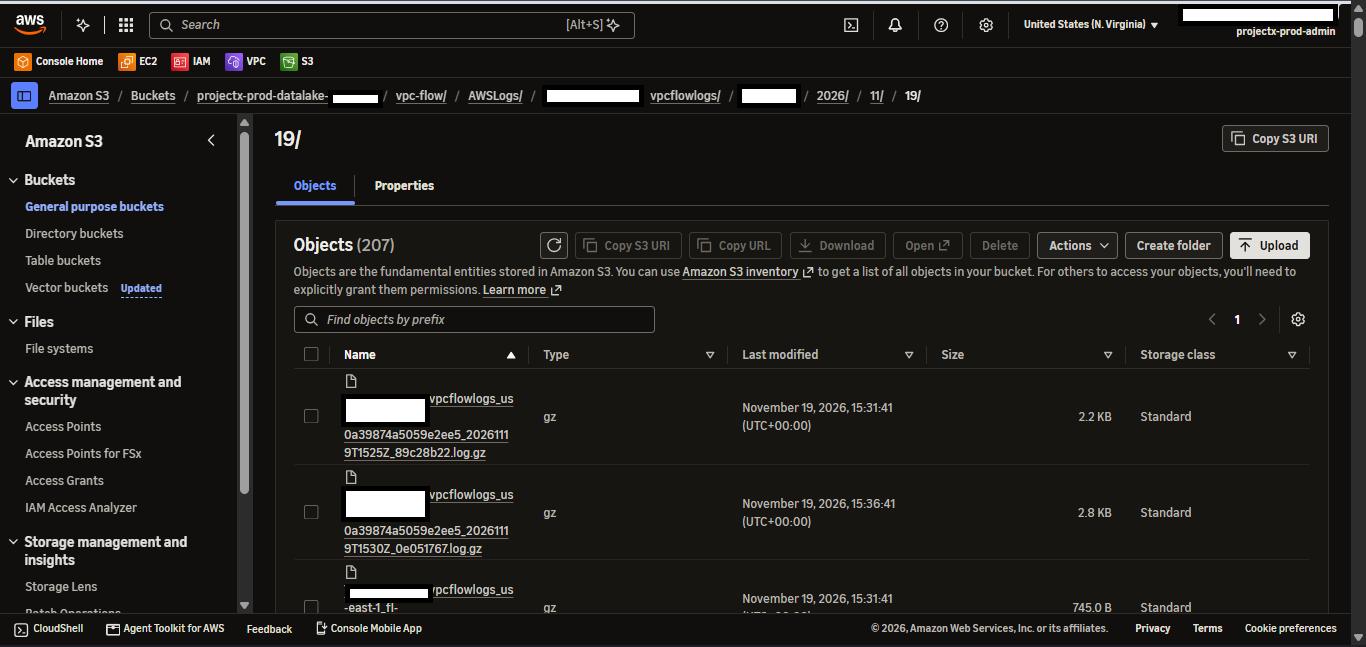 aws
Search [Alt+S]
United States (N. Virginia)
projectx-prod-admin
Console Home EC2 IAM VPC S3
Amazon S3 / Buckets / projectx-prod-datalake- / vpc-flow/ / AWSLogs/ / vpcflowlogs/ / / 2026/ / 11/ / 19/
Amazon S3
Buckets
General purpose buckets
Directory buckets
Table buckets
Vector buckets Updated
Files
File systems
Access management and
security
Access Points
Access Points for FSx
Access Grants
IAM Access Analyzer
Storage management and
insights
Storage Lens
Batch Operations
19/
Copy S3 URI
Objects Properties
Objects (207)
Copy S3 URI Copy URL Download Open Delete Actions Create folder Upload
Objects are the fundamental entities stored in Amazon S3. You can use Amazon S3 inventory to get a list of all objects in your bucket. For others to access your objects, you'll need to
explicitly grant them permissions. Learn more
Find objects by prefix
1
Name Type Last modified Size Storage class
vpcflowlogs_us
0a39874a5059e2ee5_2026111
9T1525Z_89c28b22.log.gz
gz
November 19, 2026, 15:31:41
(UTC+00:00)
2.2 KB
Standard
vpcflowlogs_us
0a39874a5059e2ee5_2026111
9T1530Z_0e051767.log.gz
gz
November 19, 2026, 15:36:41
(UTC+00:00)
2.8 KB
Standard
vpcflowlogs_us
-east-1_fl-
gz
November 19, 2026, 15:31:41
(UTC+00:00)
745.0 B
Standard
CloudShell Agent Toolkit for AWS Feedback Console Mobile App
© 2026, Amazon Web Services, Inc. or its affiliates. Privacy Terms Cookie preferences